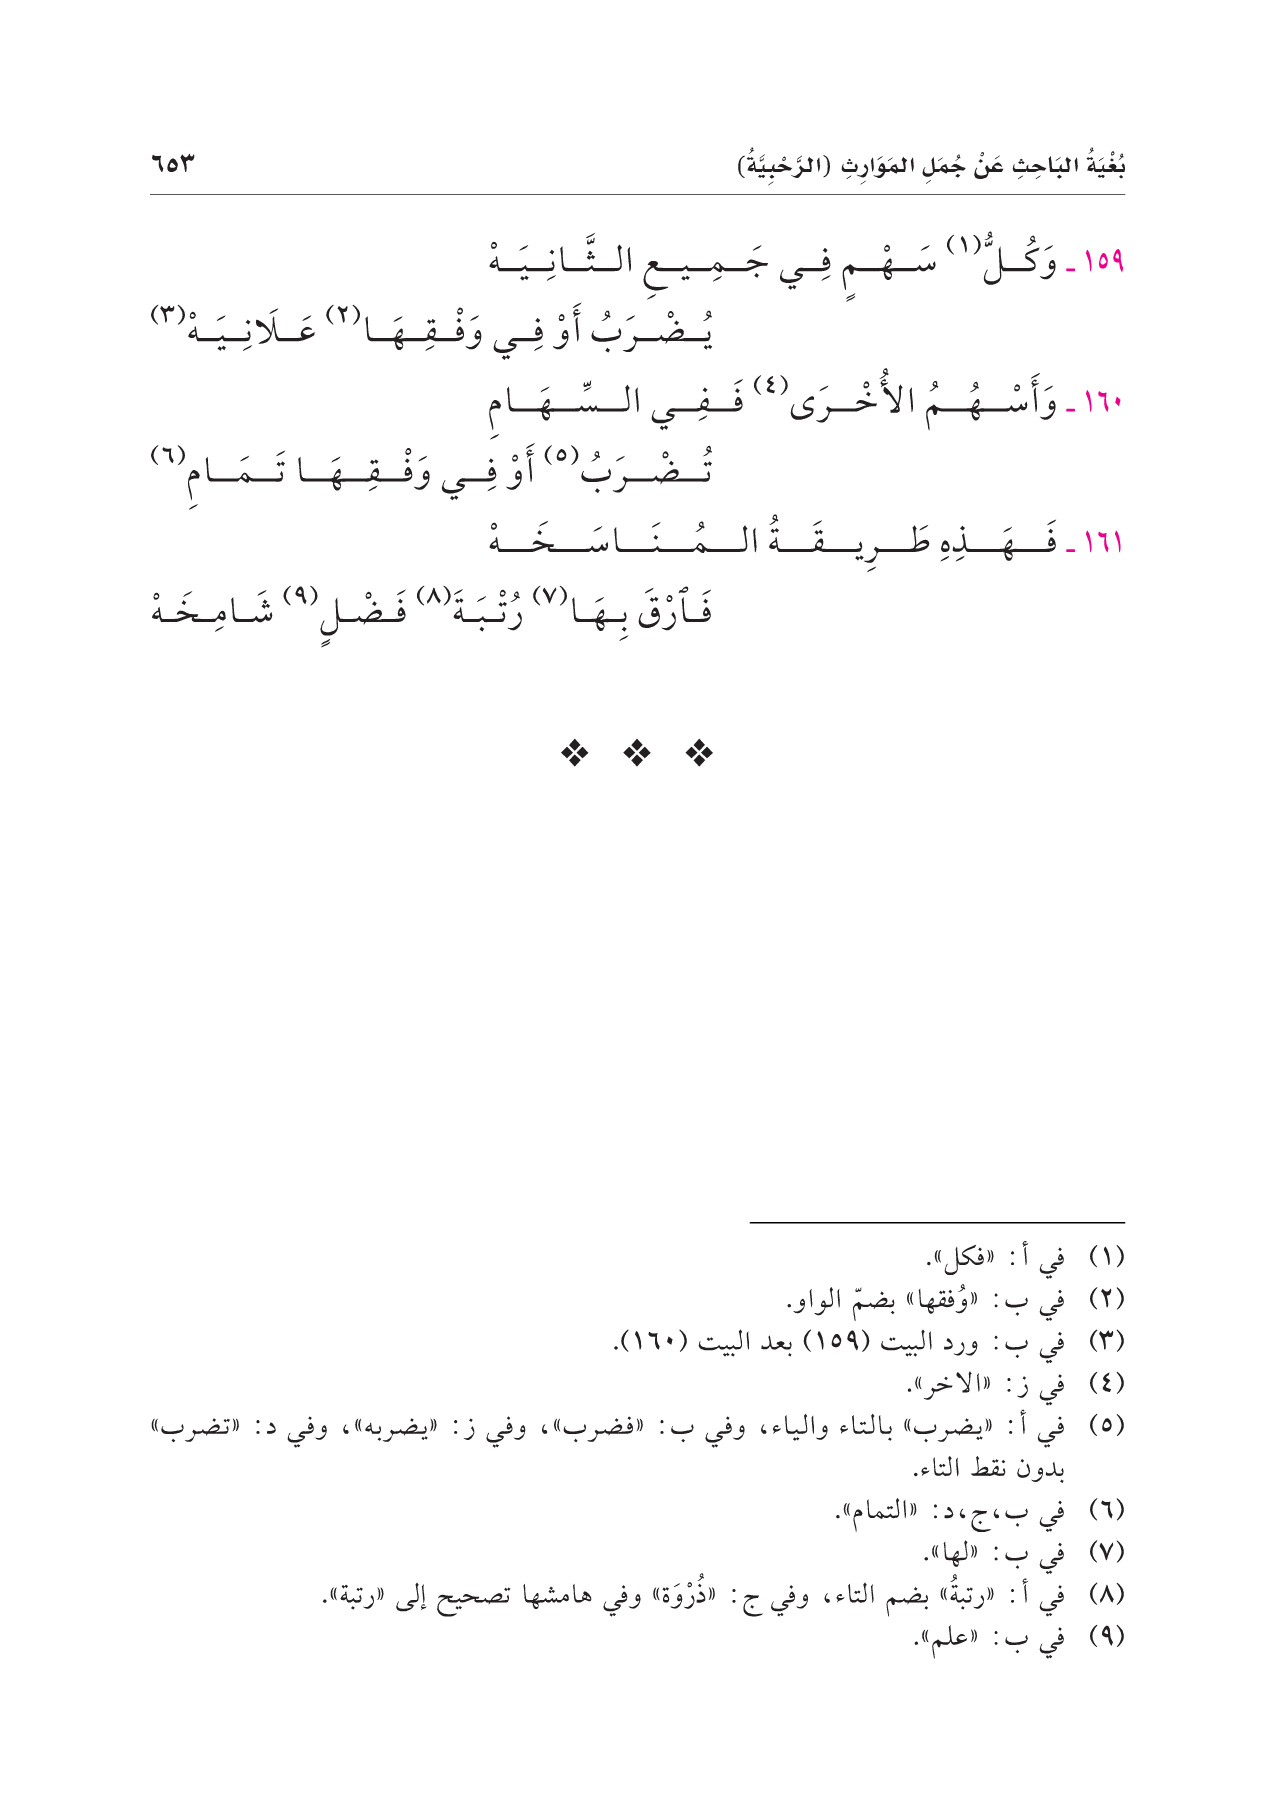 بُغْيَةُ البَاحِثِ عَنْ جُمَلِ المَوَارِثِ (الرَّحْبِيَّةُ) ٦٥٣
١٥٩ ـ وَكُلُّ(١) سَهْمٍ فِي جَمِيعِ الثَّانِيَهْ
يُضْرَبُ أَوْ فِي وَفْقِهَا(٢) عَلَانِيَهْ(٣)
١٦٠ ـ وَأَسْهُمُ الأُخْرَى(٤) فَفِي السِّهَامِ
تُضْرَبُ(٥) أَوْ فِي وَفْقِهَا تَمَامِ(٦)
١٦١ ـ فَهَذِهِ طَرِيقَةُ المُنَاسَخَهْ
فَٱرْقَ بِهَا(٧) رُتْبَةَ(٨) فَضْلٍ(٩) شَامِخَهْ
❖ ❖ ❖
(١) في أ: «فكل».
(٢) في ب: «وُفقها» بضمّ الواو.
(٣) في ب: ورد البيت (١٥٩) بعد البيت (١٦٠).
(٤) في ز: «الاخر».
(٥) في أ: «يضرب» بالتاء والياء، وفي ب: «فضرب»، وفي ز: «يضربه»، وفي د: «تضرب»
بدون نقط التاء.
(٦) في ب،ج،د: «التمام».
(٧) في ب: «لها».
(٨) في أ: «رتبةُ» بضم التاء، وفي ج: «ذُرْوَة» وفي هامشها تصحيح إلى «رتبة».
(٩) في ب: «علم».